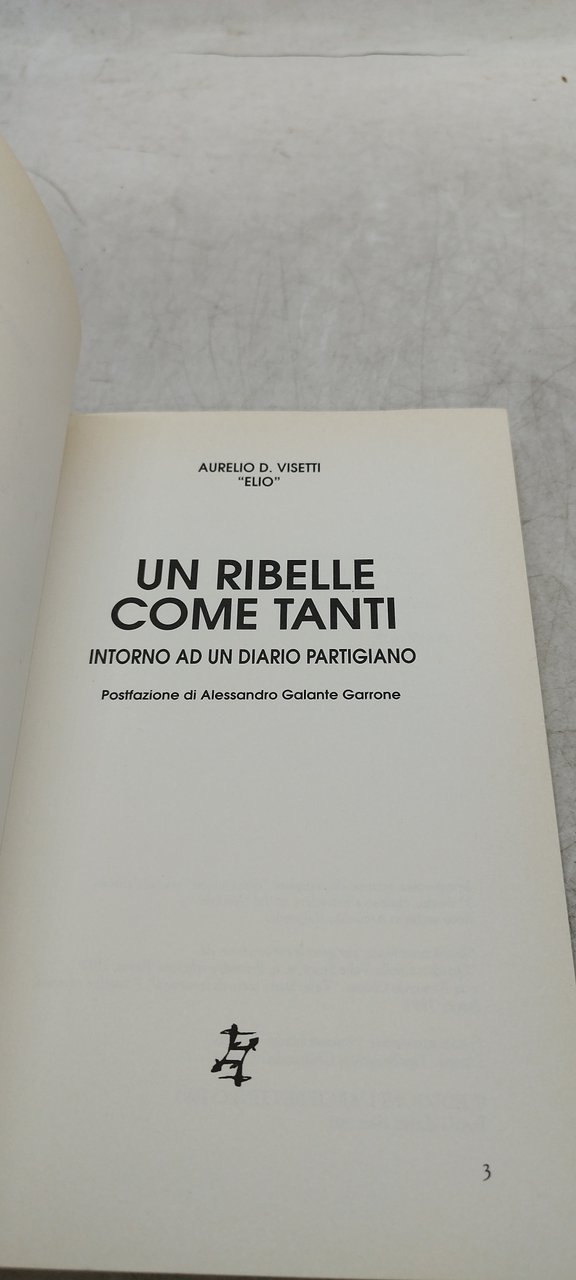 AURELIO D. VISETTI
"ELIO"
UN RIBELLE
COME TANTI
INTORNO AD UN DIARIO PARTIGIANO
Postfazione di Alessandro Galante Garrone
3